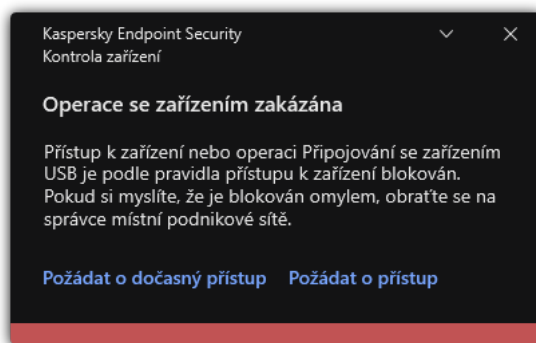 Kaspersky Endpoint Security
Kontrola zařízení
Operace se zařízením zakázána
Přístup k zařízení nebo operaci Připojování se zařízením
USB je podle pravidla přístupu k zařízení blokován.
Pokud si myslíte, že je blokován omylem, obraťte se na
správce místní podnikové sítě.
Požádat o dočasný přístup Požádat o přístup